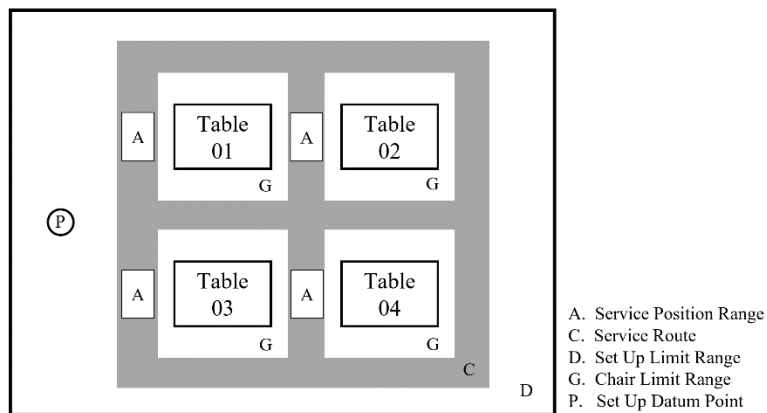 Table
01
A
G
Table
02
A
G
P
Table
03
A
G
Table
04
A
G
C
D
A. Service Position Range
C. Service Route
D. Set Up Limit Range
G. Chair Limit Range
P. Set Up Datum Point